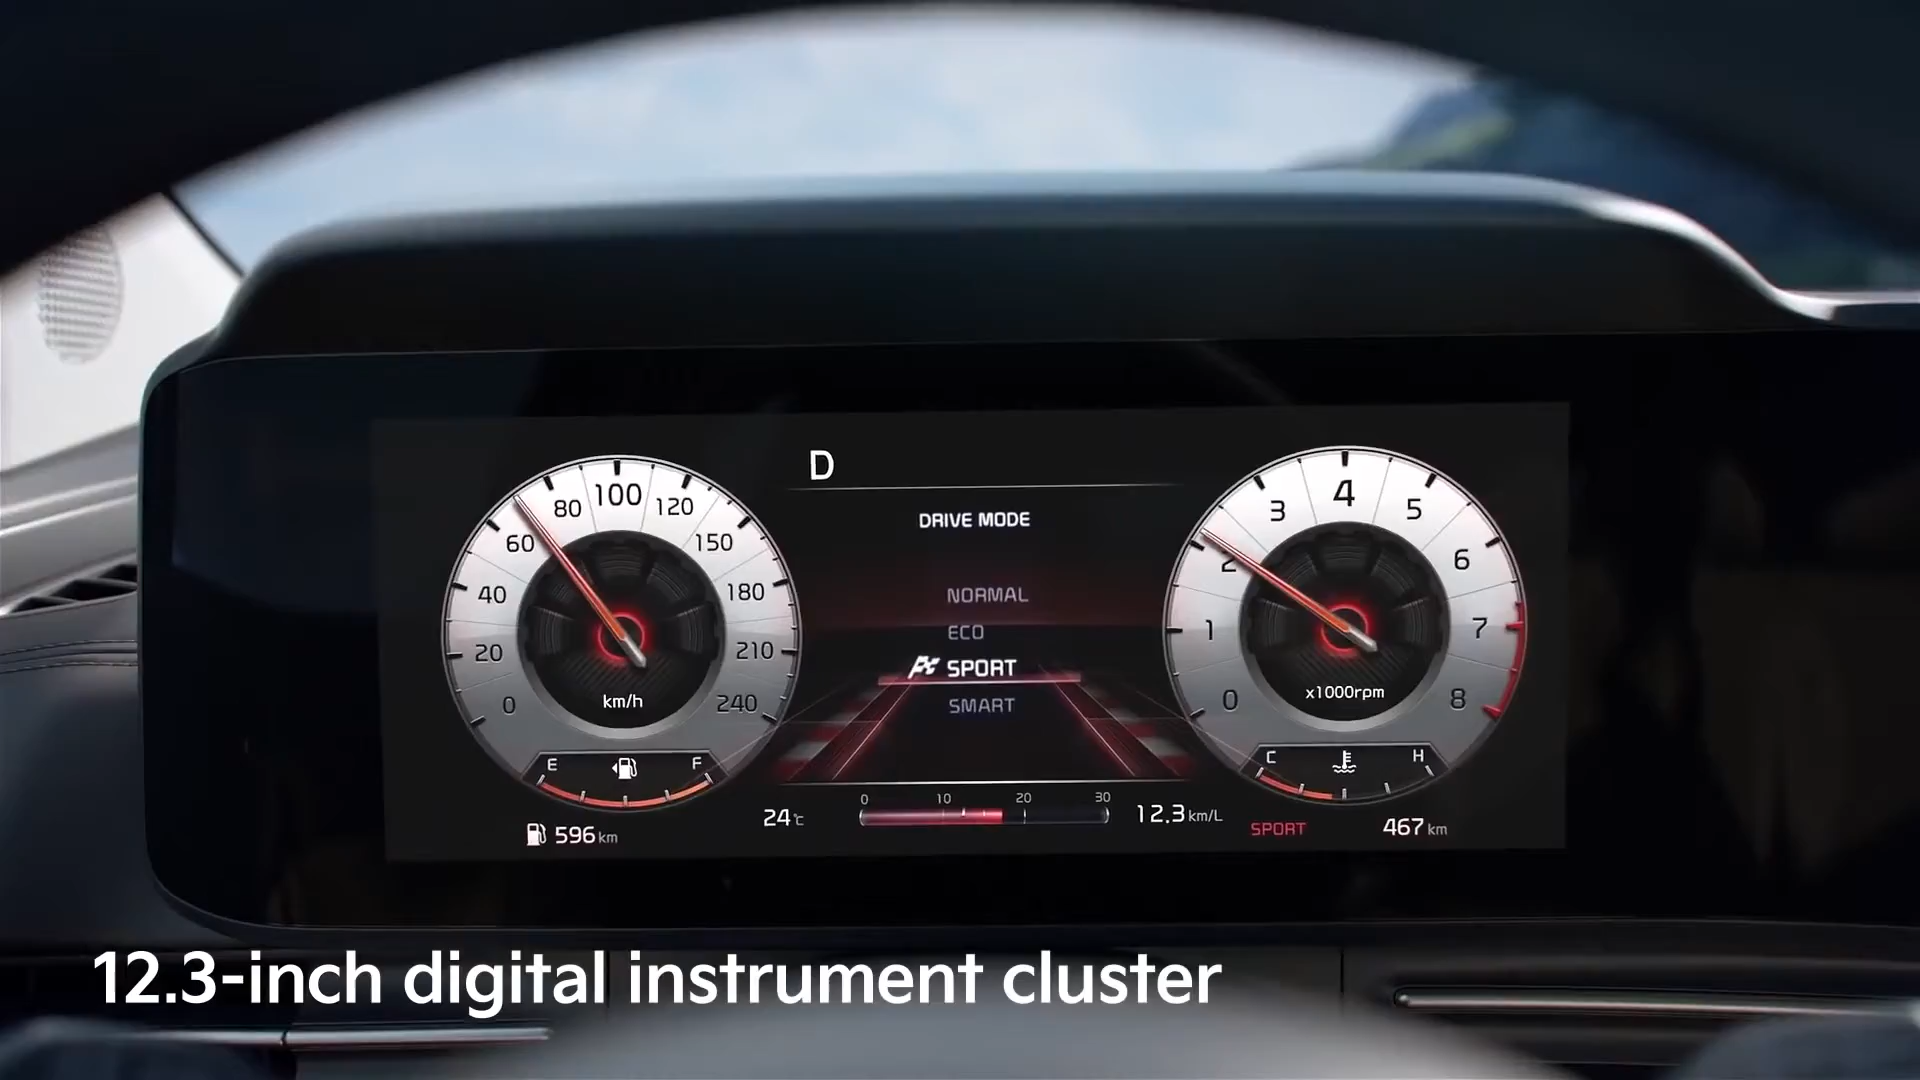 D
DRIVE MODE
NORMAL
ECO
SPORT
SMART
0 20 40 60 80 100 120 150 180 210 240
km/h
E F
596 km
24°C
0 10 20 30
12.3 km/L
0 1 2 3 4 5 6 7 8
x1000rpm
C H
SPORT
467 km
12.3-inch digital instrument cluster